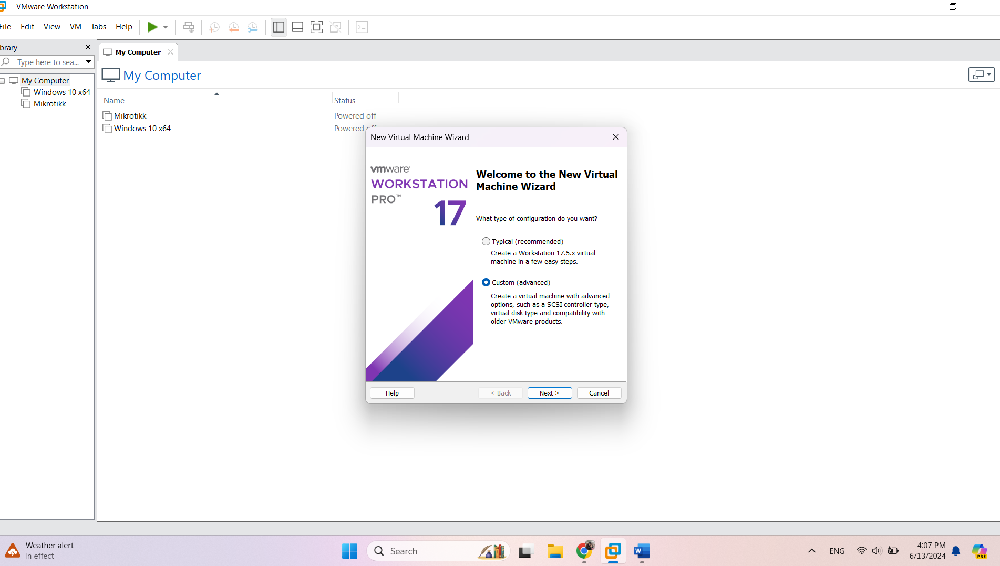 VMware Workstation
File Edit View VM Tabs Help
brary
Type here to sea...
My Computer
Windows 10 x64
Mikrotikk
My Computer
My Computer
Name Status
Mikrotikk Powered off
Windows 10 x64 Powered off
New Virtual Machine Wizard
vmware®
WORKSTATION
PRO™
17
Welcome to the New Virtual
Machine Wizard
What type of configuration do you want?
Typical (recommended)
Create a Workstation 17.5.x virtual
machine in a few easy steps.
Custom (advanced)
Create a virtual machine with advanced
options, such as a SCSI controller type,
virtual disk type and compatibility with
older VMware products.
Help < Back Next > Cancel
Weather alert
In effect
Search
W
ENG
4:07 PM
6/13/2024
PRE